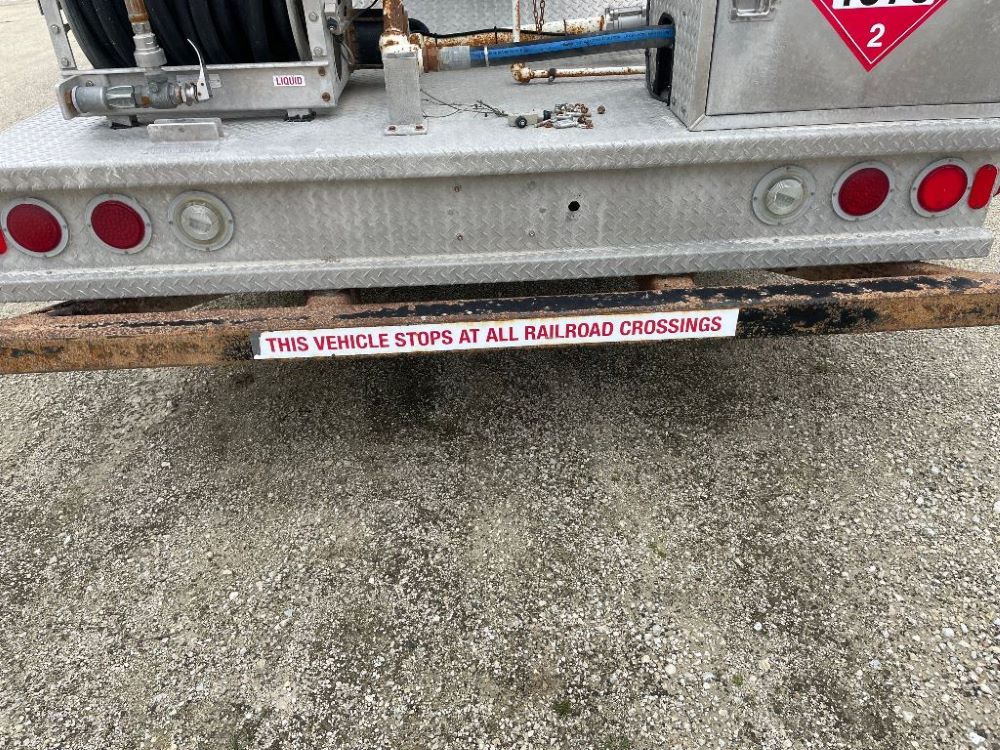 LIQUID
2
THIS VEHICLE STOPS AT ALL RAILROAD CROSSINGS